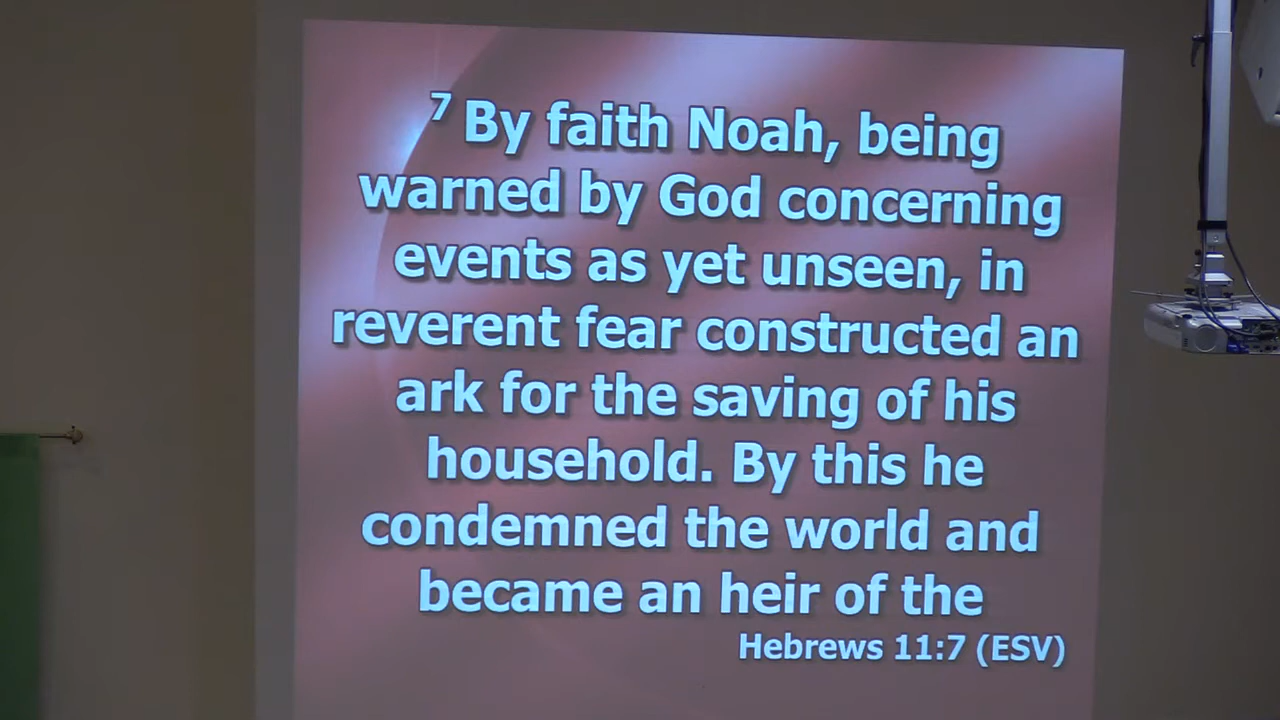 7 By faith Noah, being
warned by God concerning
events as yet unseen, in
reverent fear constructed an
ark for the saving of his
household. By this he
condemned the world and
became an heir of the
Hebrews 11:7 (ESV)